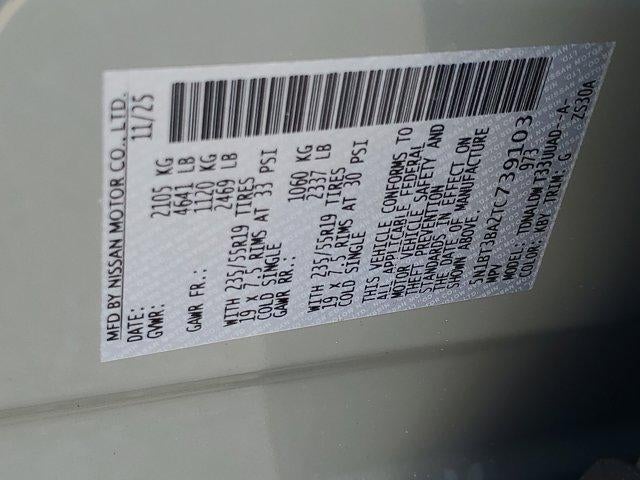 MFD BY NISSAN MOTOR CO., LTD.
DATE: 11/25
GVWR: 2105 KG
4641 LB
GAWR FR.: 1120 KG
2469 LB
WITH 235/55R19 TIRES
19 X 7.5 RIMS AT 33 PSI
COLD SINGLE
GAWR RR.: 1060 KG
2337 LB
WITH 235/55R19 TIRES
19 X 7.5 RIMS AT 30 PSI
COLD SINGLE
THIS VEHICLE CONFORMS TO
ALL APPLICABLE FEDERAL
MOTOR VEHICLE SAFETY AND
THEFT PREVENTION
STANDARDS IN EFFECT ON
THE DATE OF MANUFACTURE
SHOWN ABOVE.
5N1BT3BA2TC739103
MPV 973
MODEL: TDWALDW T33UUAD--A-
COLOR: KBY TRIM: G ZS30A